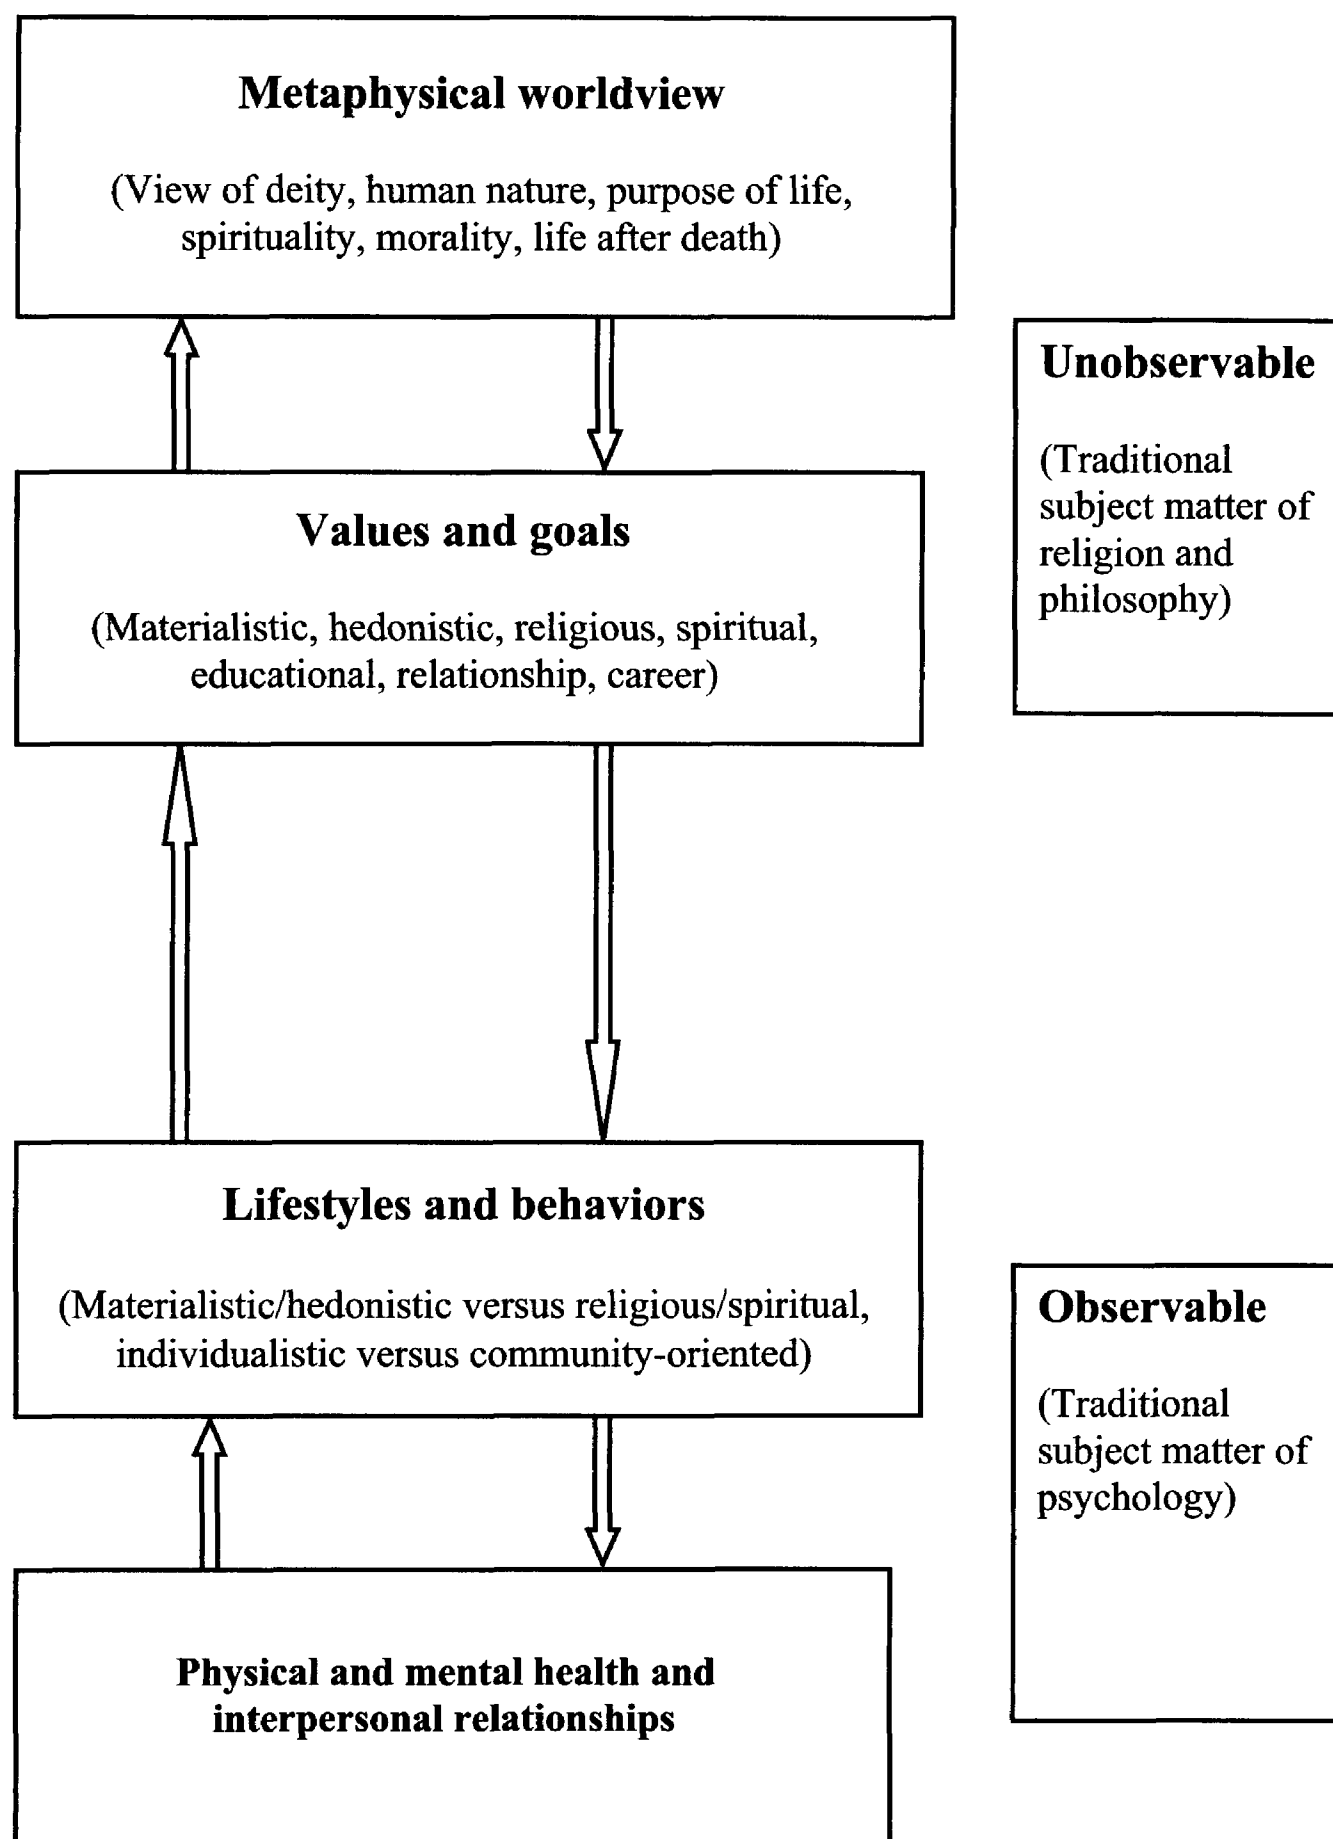 Metaphysical worldview
(View of deity, human nature, purpose of life,
spirituality, morality, life after death)
Unobservable
(Traditional
subject matter of
religion and
philosophy)
Values and goals
(Materialistic, hedonistic, religious, spiritual,
educational, relationship, career)
Lifestyles and behaviors
(Materialistic/hedonistic versus religious/spiritual,
individualistic versus community-oriented)
Observable
(Traditional
subject matter of
psychology)
Physical and mental health and
interpersonal relationships